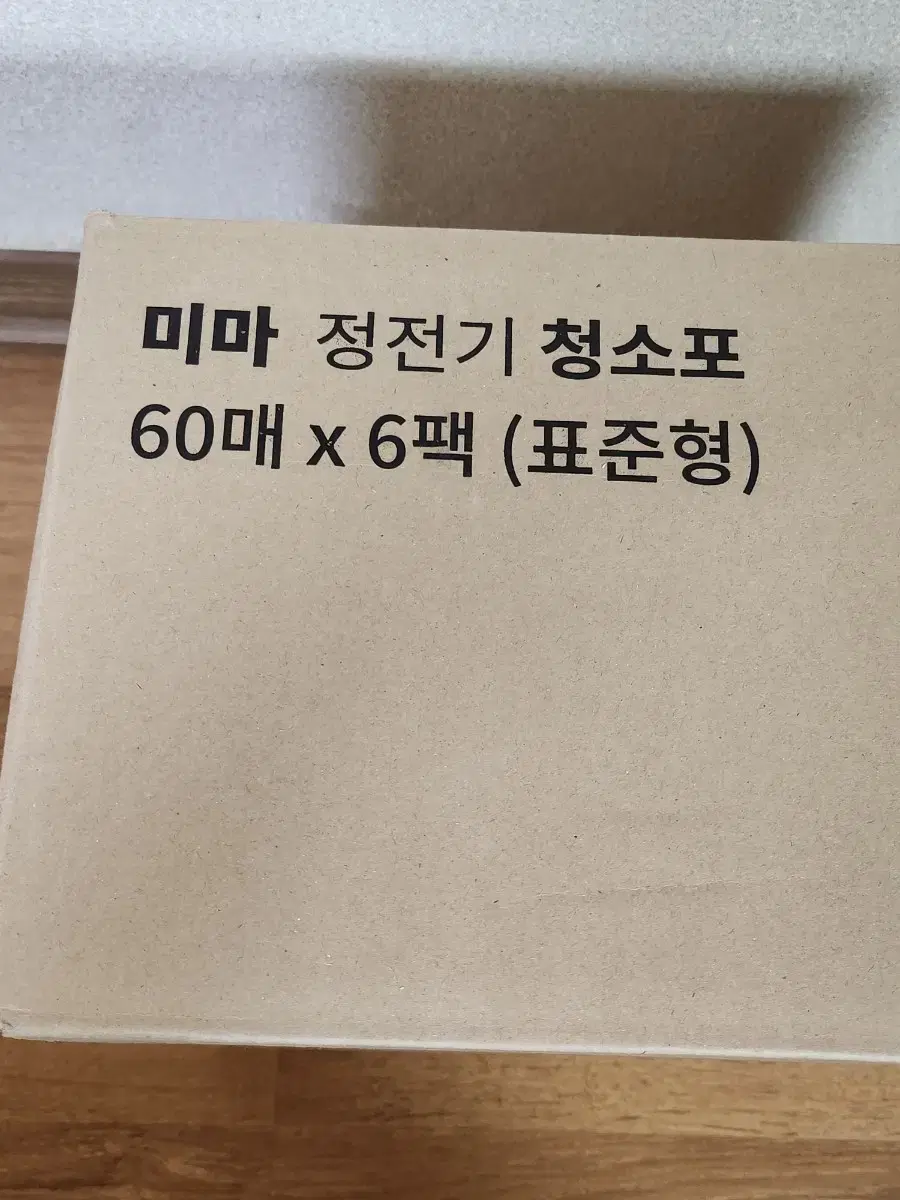 미마 정전기 청소포
60매 x 6팩 (표준형)